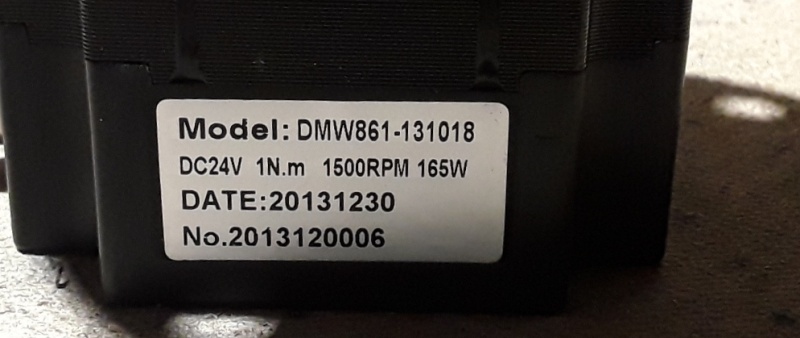 Model: DMW861-131018
DC24V 1N.m 1500RPM 165W
DATE:20131230
No.2013120006